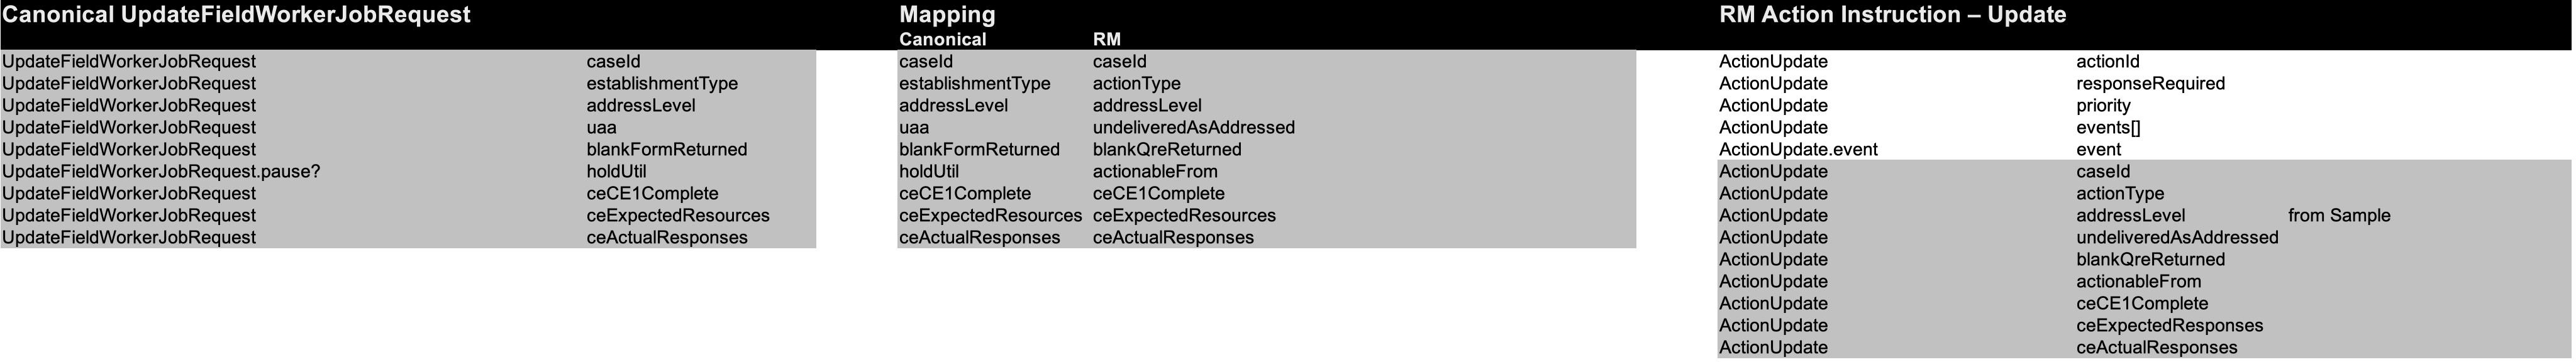 Canonical UpdateFieldWorkerJobRequest Mapping RM Action Instruction – Update
Canonical RM
UpdateFieldWorkerJobRequest caseId caseId caseId ActionUpdate actionId
UpdateFieldWorkerJobRequest establishmentType establishmentType actionType ActionUpdate responseRequired
UpdateFieldWorkerJobRequest addressLevel addressLevel addressLevel ActionUpdate priority
UpdateFieldWorkerJobRequest uaa uaa undeliveredAsAddressed ActionUpdate events[]
UpdateFieldWorkerJobRequest blankFormReturned blankFormReturned blankQreReturned ActionUpdate.event event
UpdateFieldWorkerJobRequest.pause? holdUtil holdUtil actionableFrom ActionUpdate caseId
UpdateFieldWorkerJobRequest ceCE1Complete ceCE1Complete ceCE1Complete ActionUpdate actionType
UpdateFieldWorkerJobRequest ceExpectedResources ceExpectedResources ceExpectedResources ActionUpdate addressLevel from Sample
UpdateFieldWorkerJobRequest ceActualResponses ceActualResponses ceActualResponses ActionUpdate undeliveredAsAddressed
ActionUpdate blankQreReturned
ActionUpdate actionableFrom
ActionUpdate ceCE1Complete
ActionUpdate ceExpectedResponses
ActionUpdate ceActualResponses